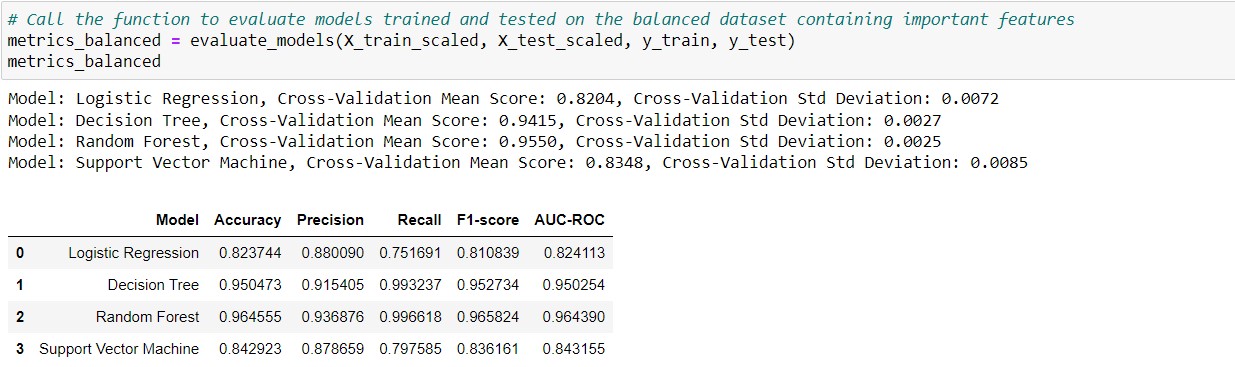 # Call the function to evaluate models trained and tested on the balanced dataset containing important features
metrics_balanced = evaluate_models(X_train_scaled, X_test_scaled, y_train, y_test)
metrics_balanced
Model: Logistic Regression, Cross-Validation Mean Score: 0.8204, Cross-Validation Std Deviation: 0.0072
Model: Decision Tree, Cross-Validation Mean Score: 0.9415, Cross-Validation Std Deviation: 0.0027
Model: Random Forest, Cross-Validation Mean Score: 0.9550, Cross-Validation Std Deviation: 0.0025
Model: Support Vector Machine, Cross-Validation Mean Score: 0.8348, Cross-Validation Std Deviation: 0.0085
Model Accuracy Precision Recall F1-score AUC-ROC
0 Logistic Regression 0.823744 0.880090 0.751691 0.810839 0.824113
1 Decision Tree 0.950473 0.915405 0.993237 0.952734 0.950254
2 Random Forest 0.964555 0.936876 0.996618 0.965824 0.964390
3 Support Vector Machine 0.842923 0.878659 0.797585 0.836161 0.843155